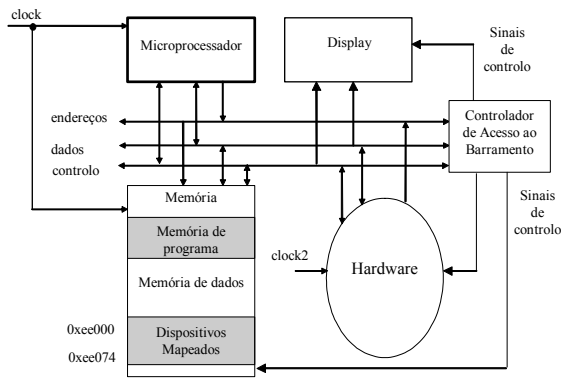 clock
Microprocessador
Display
Sinais
de
controlo
endereços
dados
controlo
Controlador
de Acesso ao
Barramento
Memória
Memória de
programa
Memória de dados
0xee000
Dispositivos
Mapeados
0xee074
clock2
Hardware
Sinais
de
controlo